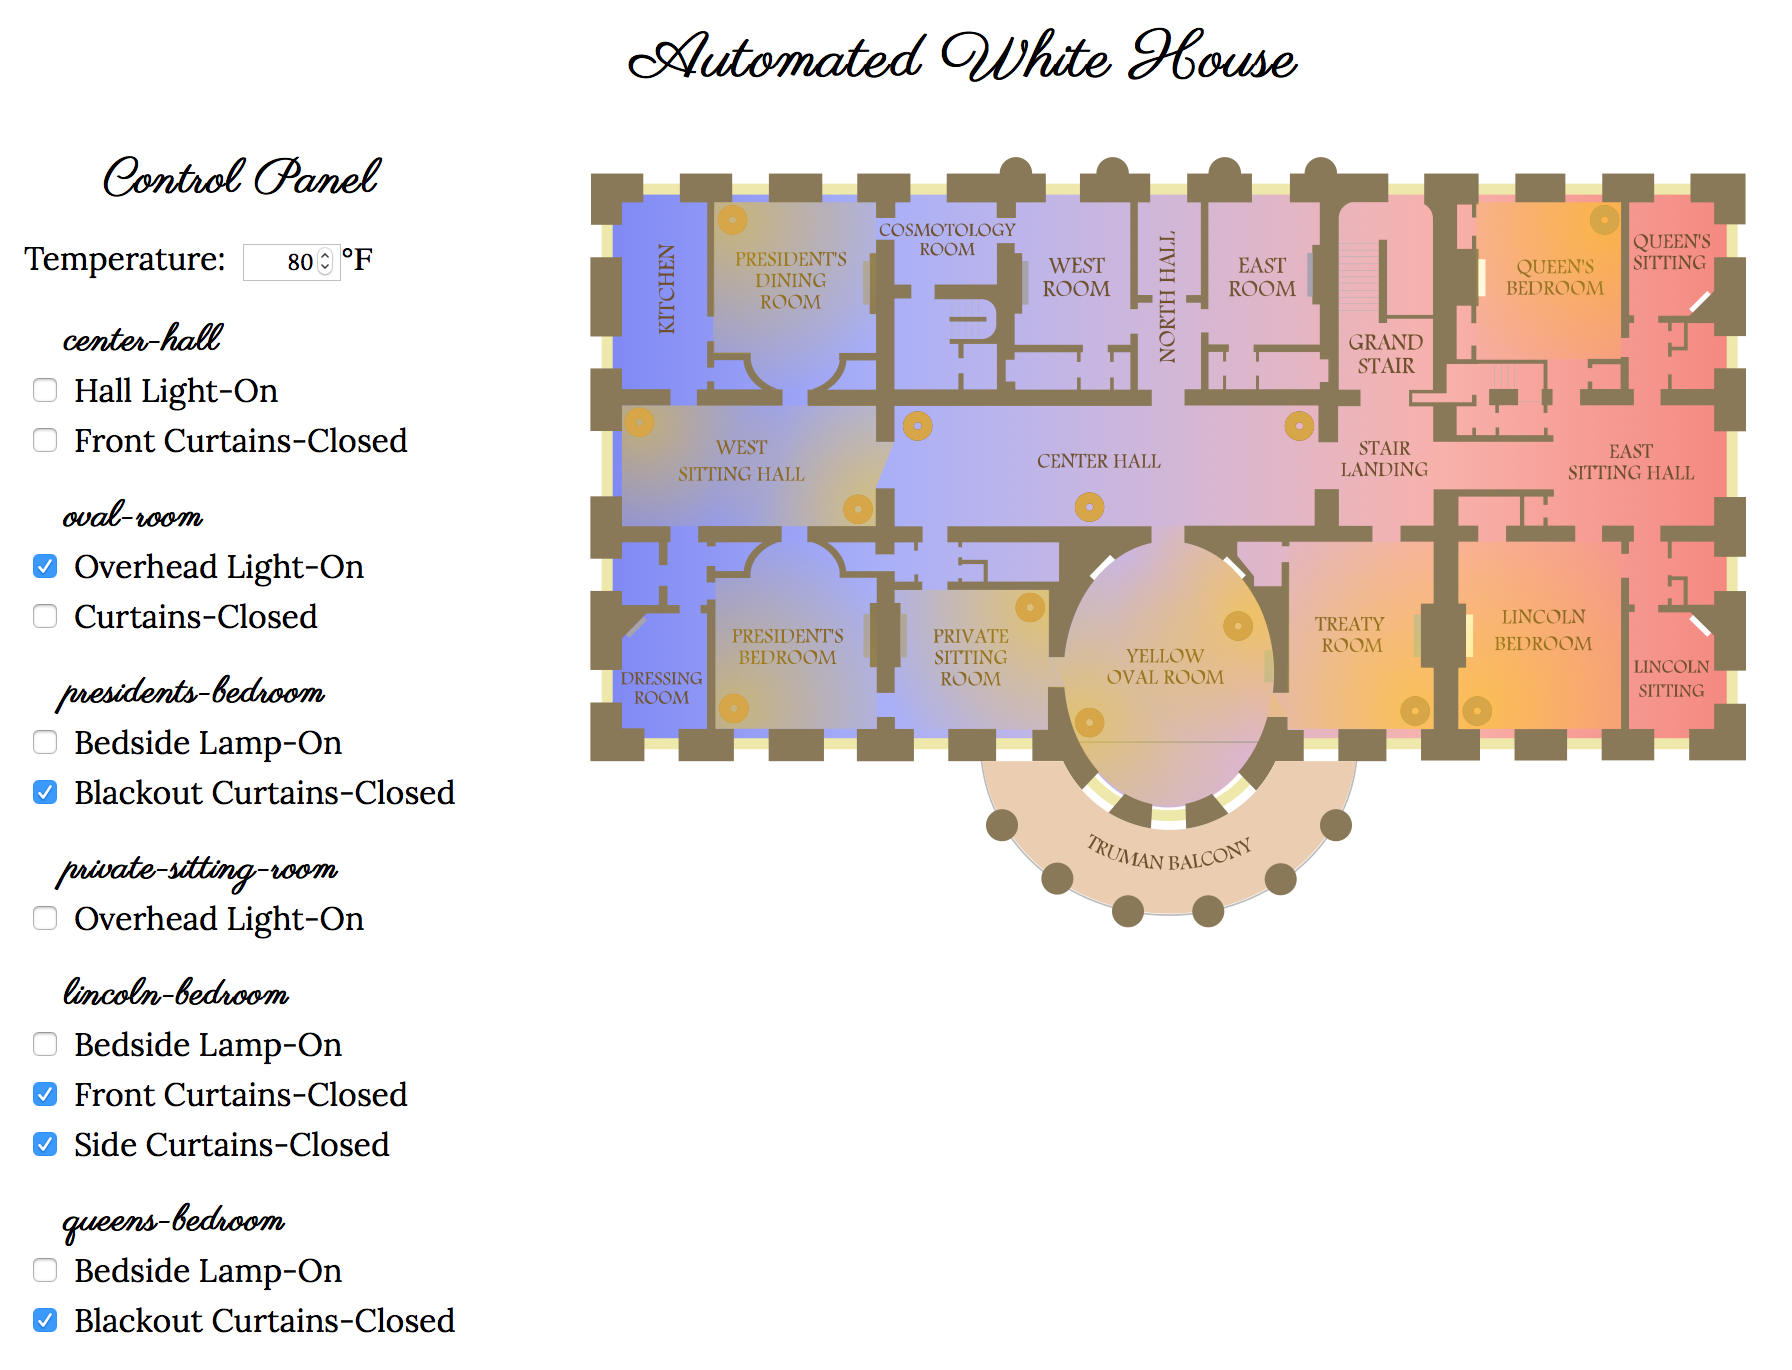 Automated White House
Control Panel
Temperature: 80 °F
center-hall
Hall Light-On
Front Curtains-Closed
oval-room
Overhead Light-On
Curtains-Closed
presidents-bedroom
Bedside Lamp-On
Blackout Curtains-Closed
private-sitting-room
Overhead Light-On
lincoln-bedroom
Bedside Lamp-On
Front Curtains-Closed
Side Curtains-Closed
queens-bedroom
Bedside Lamp-On
Blackout Curtains-Closed
KITCHEN
PRESIDENT'S
DINING
ROOM
COSMOTOLOGY
ROOM
WEST
ROOM
NORTH HALL
EAST
ROOM
GRAND
STAIR
QUEEN'S
BEDROOM
QUEEN'S
SITTING
WEST
SITTING HALL
CENTER HALL
STAIR
LANDING
EAST
SITTING HALL
DRESSING
ROOM
PRESIDENT'S
BEDROOM
PRIVATE
SITTING
ROOM
YELLOW
OVAL ROOM
TREATY
ROOM
LINCOLN
BEDROOM
LINCOLN
SITTING
TRUMAN BALCONY